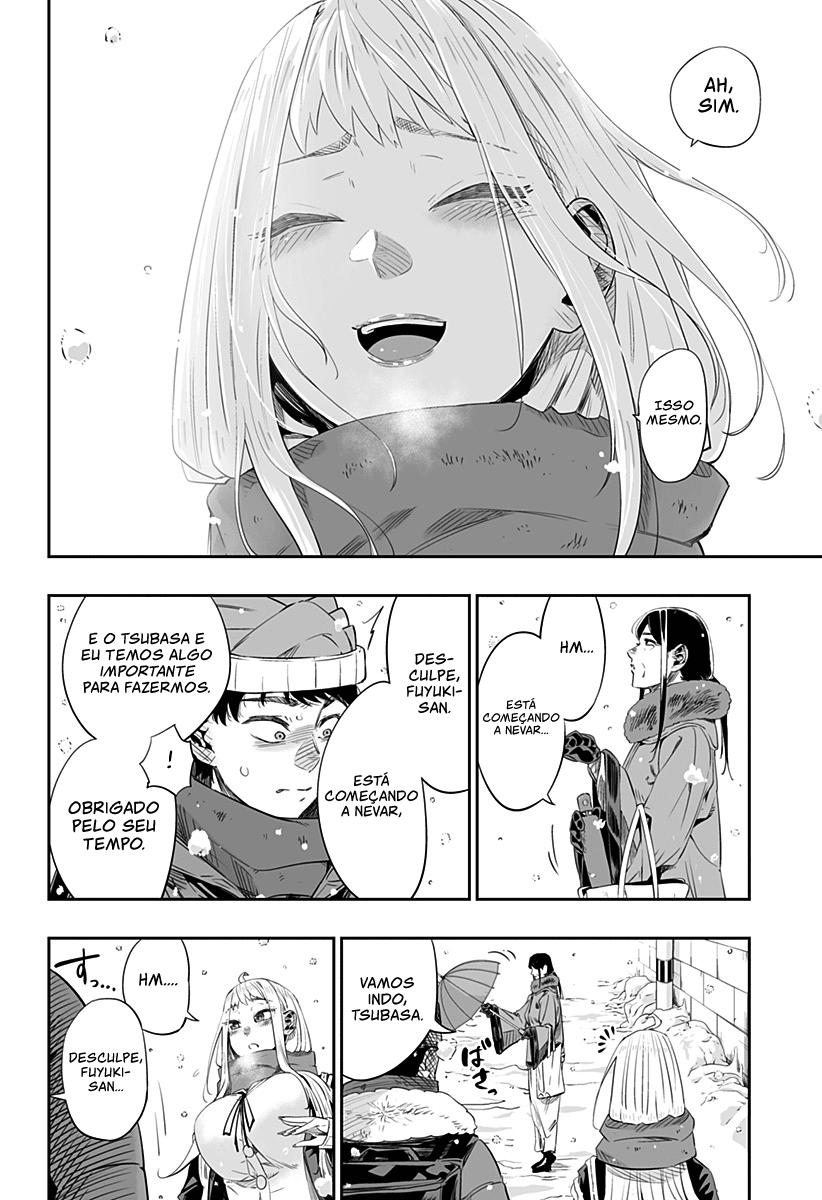 AH,
SIM.
ISSO
MESMO.
HM...
ESTÁ
COMEÇANDO
A NEVAR...
DES-
CULPE,
FUYUKI-
SAN.
ESTÁ
COMEÇANDO
A NEVAR,
E O TSUBASA E
EU TEMOS ALGO
IMPORTANTE
PARA FAZERMOS.
!
OBRIGADO
PELO SEU
TEMPO.
VAMOS
INDO,
TSUBASA.
ばさっ
HM....
すっ...
DESCULPE,
FUYUKI-
SAN...